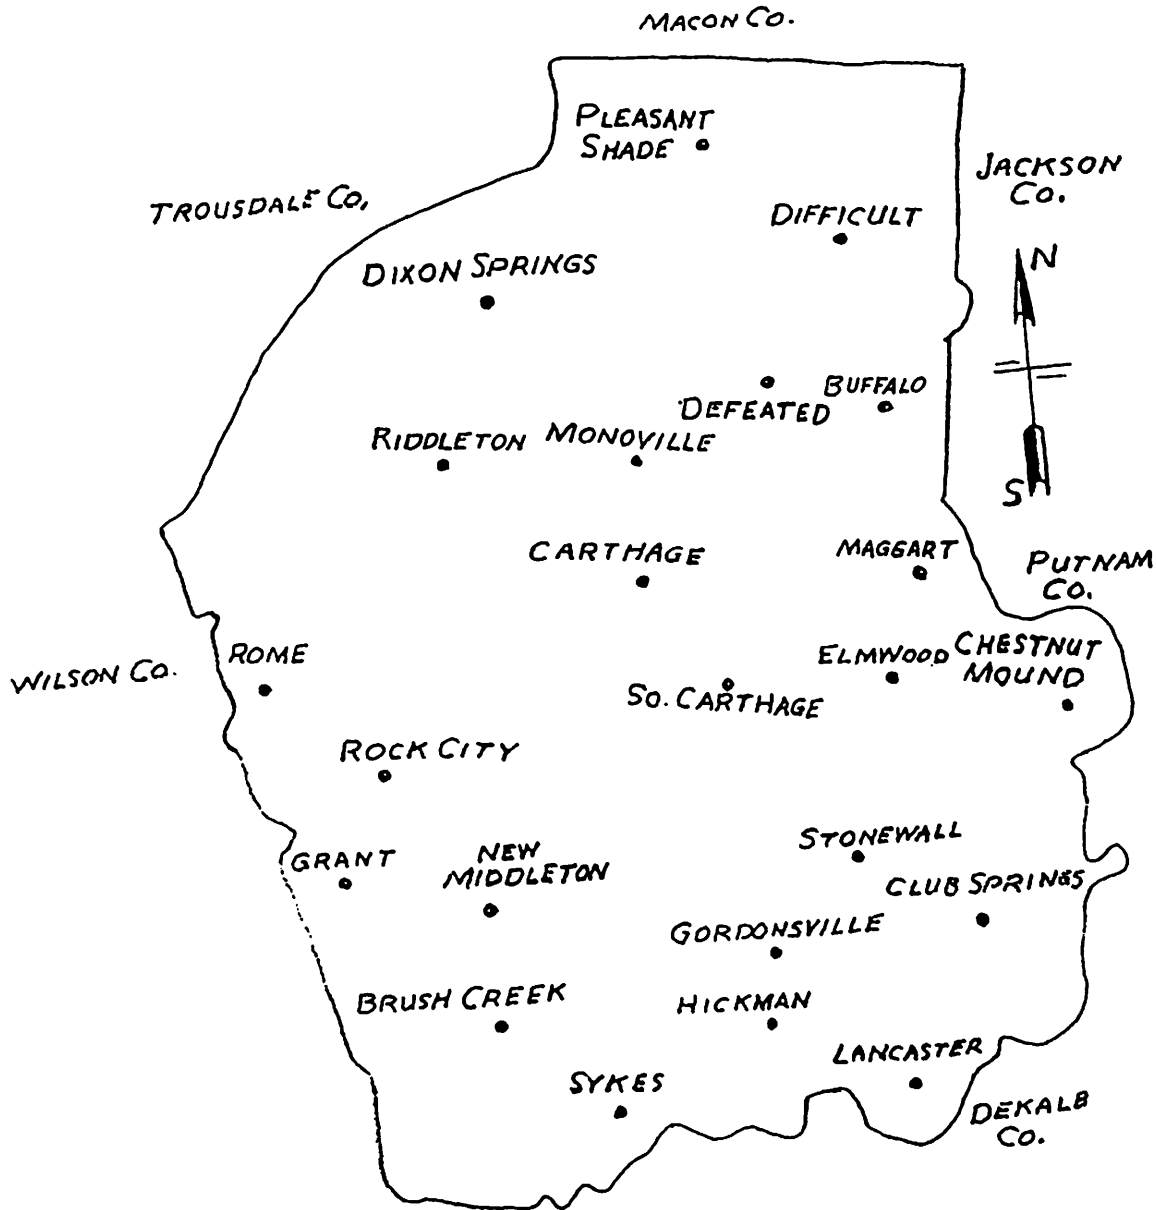 MACON CO.
PLEASANT
SHADE
JACKSON
CO.
TROUSDALE CO,
DIFFICULT
DIXON SPRINGS
N
BUFFALO
DEFEATED
RIDDLETON
MONOVILLE
S
CARTHAGE
MAGGART
PUTNAM
CO.
ROME
ELMWOOD
CHESTNUT
MOUND
WILSON CO.
SO. CARTHAGE
ROCK CITY
STONEWALL
GRANT
NEW
MIDDLETON
CLUB SPRINGS
GORDONSVILLE
BRUSH CREEK
HICKMAN
LANCASTER
SYKES
DEKALB
CO.